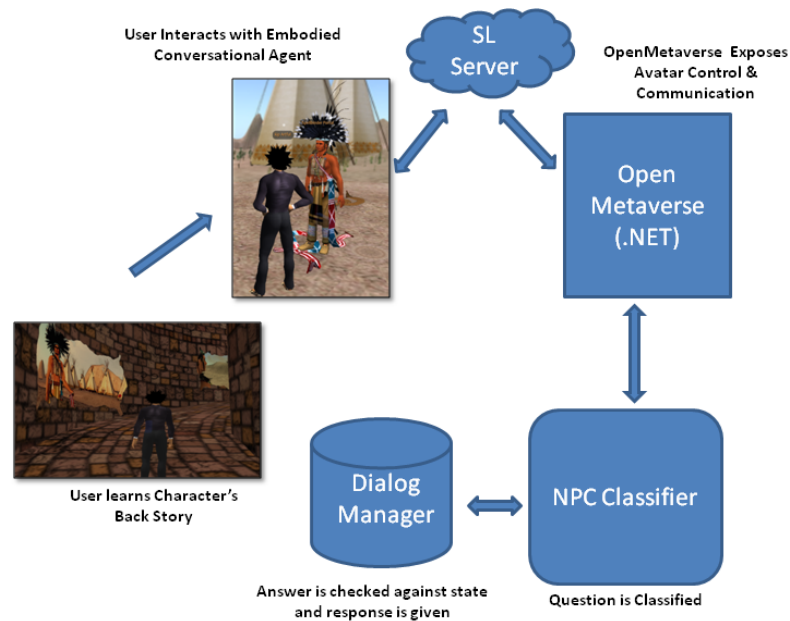 User Interacts with Embodied
Conversational Agent
SL
Server
OpenMetaverse Exposes
Avatar Control &
Communication
Open
Metaverse
(.NET)
User learns Character's
Back Story
Dialog
Manager
NPC Classifier
Answer is checked against state
and response is given
Question is Classified